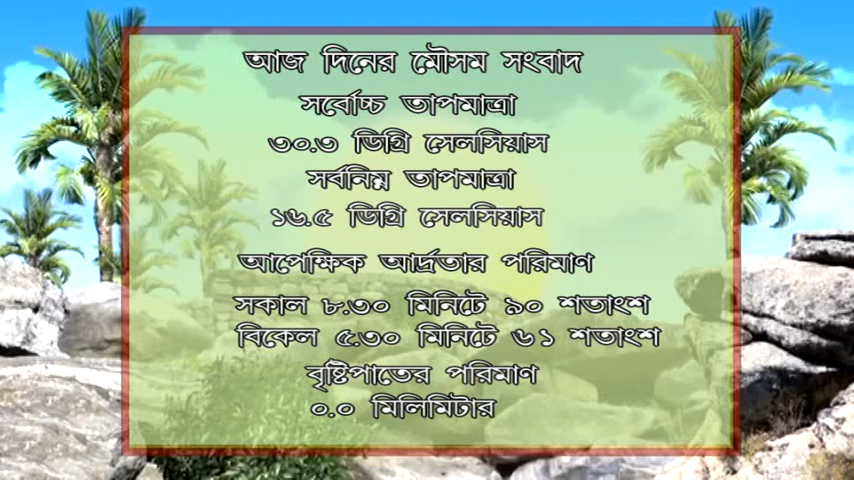 আজ দিনের মৌসম সংবাদ
সর্বোচ্চ তাপমাত্রা
৩০.৩ ডিগ্রি সেলসিয়াস
সর্বনিম্ন তাপমাত্রা
১৬.৫ ডিগ্রি সেলসিয়াস
আপেক্ষিক আর্দ্রতার পরিমাণ
সকাল ৮.৩০ মিনিটে ৯০ শতাংশ
বিকেল ৫.৩০ মিনিটে ৬১ শতাংশ
বৃষ্টিপাতের পরিমাণ
০.০ মিলিমিটার